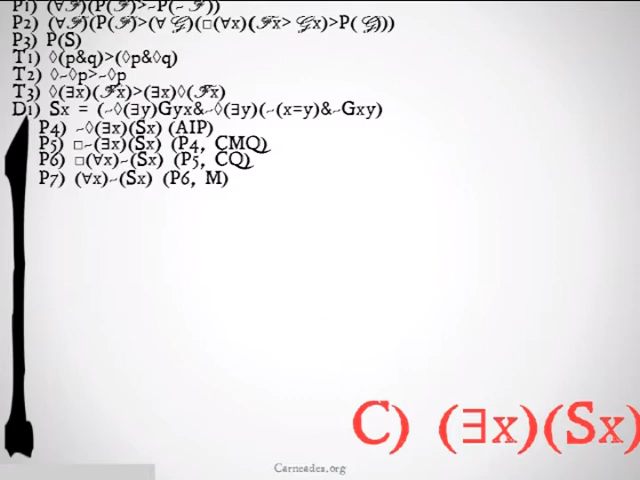 P1) (∀ℱ)(P(ℱ)>~P(~ℱ))
P2) (∀ℱ)(P(ℱ)>(∀𝒢)(□(∀x)(ℱx>𝒢x)>P(𝒢)))
P3) P(S)
T1) ◊(p&q)>(◊p&◊q)
T2) ◊~◊p>~◊p
T3) ◊(∃x)(ℱx)>(∃x)◊(ℱx)
D1) Sx = (~◊(∃y)Gyx&~◊(∃y)(~(x=y)&~Gxy)
P4) ~◊(∃x)(Sx) (AIP)
P5) □~(∃x)(Sx) (P4, CMQ)
P6) □(∀x)~(Sx) (P5, CQ)
P7) (∀x)~(Sx) (P6, M)
C) (∃x)(Sx)
Carneades.org